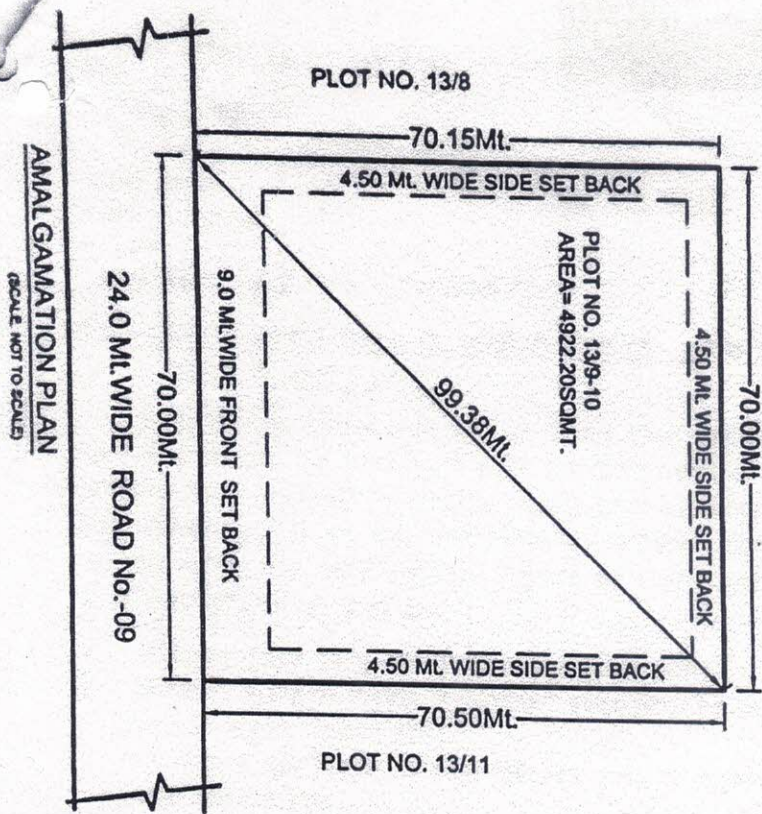 PLOT NO. 13/8
70.15Mt.
4.50 Mt. WIDE SIDE SET BACK
PLOT NO. 13/9-10
AREA= 4922.20SQMT.
4.50 Mt. WIDE SIDE SET BACK
70.00Mt.
99.38Mt.
9.0 Mt.WIDE FRONT SET BACK
70.00Mt.
24.0 Mt.WIDE ROAD No.-09
4.50 Mt. WIDE SIDE SET BACK
70.50Mt.
PLOT NO. 13/11
AMALGAMATION PLAN
(SCALE NOT TO SCALE)